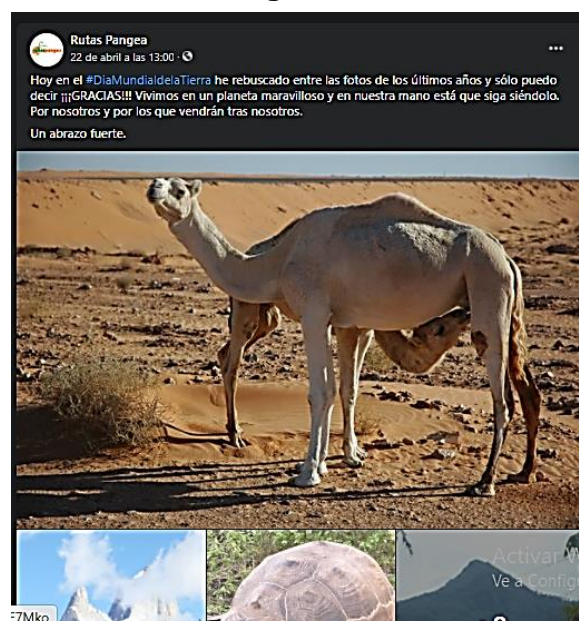 Rutas Pangea
22 de abril a las 13:00 ·
Hoy en el #DiaMundialdelaTierra he rebuscado entre las fotos de los últimos años y sólo puedo
decir ¡¡¡GRACIAS!!! Vivimos en un planeta maravilloso y en nuestra mano está que siga siéndolo.
Por nosotros y por los que vendrán tras nosotros.
Un abrazo fuerte.
Activar W
Ve a Config
F7Mko